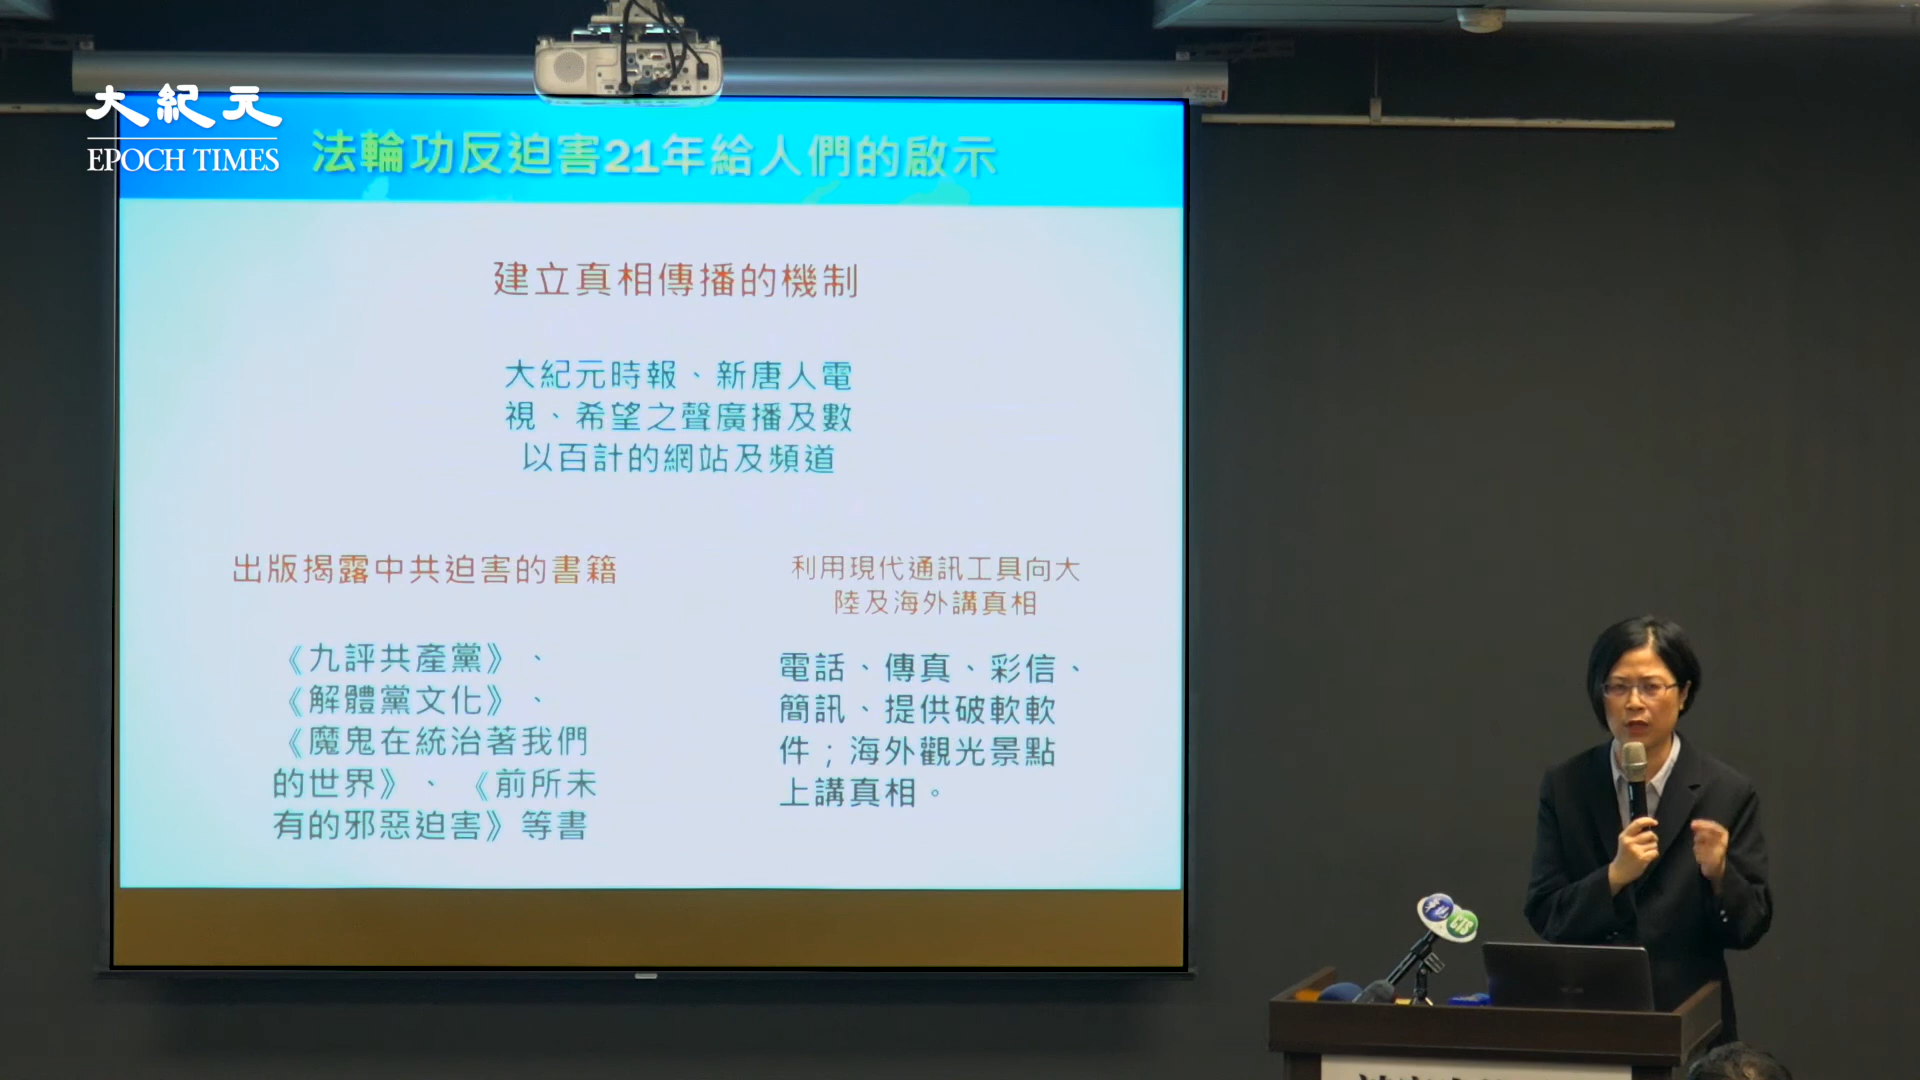 大紀元
EPOCH TIMES
法輪功反迫害21年給人們的啟示
建立真相傳播的機制
大紀元時報、新唐人電
視、希望之聲廣播及數
以百計的網站及頻道
出版揭露中共迫害的書籍
《九評共產黨》、
《解體黨文化》、
《魔鬼在統治著我們
的世界》、《前所未
有的邪惡迫害》等書
利用現代通訊工具向大
陸及海外講真相
電話、傳真、彩信、
簡訊、提供破軟軟
件；海外觀光景點
上講真相。
CTS